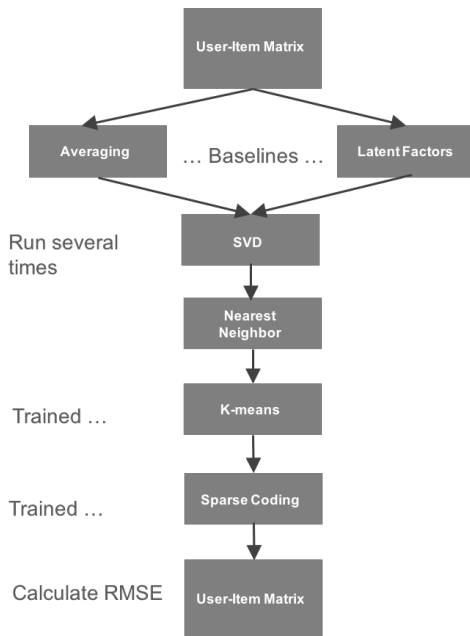 User-Item Matrix
Averaging
… Baselines …
Latent Factors
Run several
times
SVD
Nearest
Neighbor
Trained …
K-means
Trained …
Sparse Coding
Calculate RMSE
User-Item Matrix